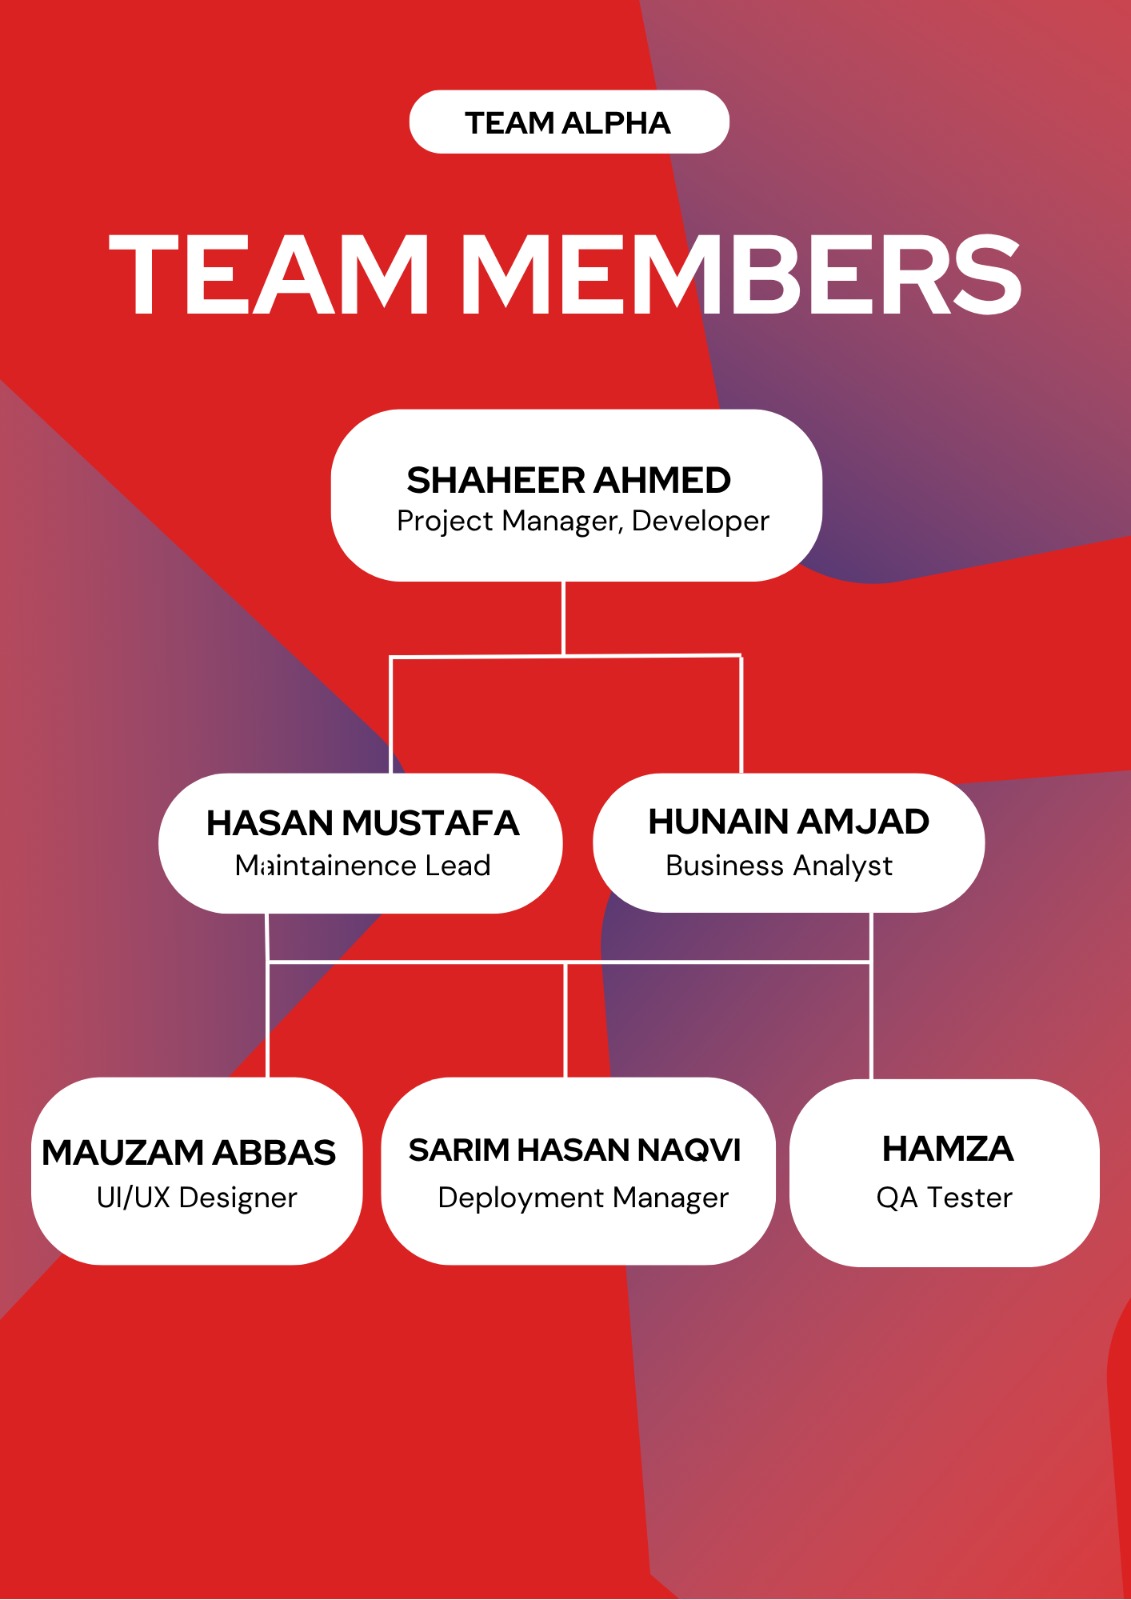 TEAM ALPHA
TEAM MEMBERS
SHAHEER AHMED
Project Manager, Developer
HASAN MUSTAFA
Maintainence Lead
HUNAIN AMJAD
Business Analyst
MAUZAM ABBAS
UI/UX Designer
SARIM HASAN NAQVI
Deployment Manager
HAMZA
QA Tester